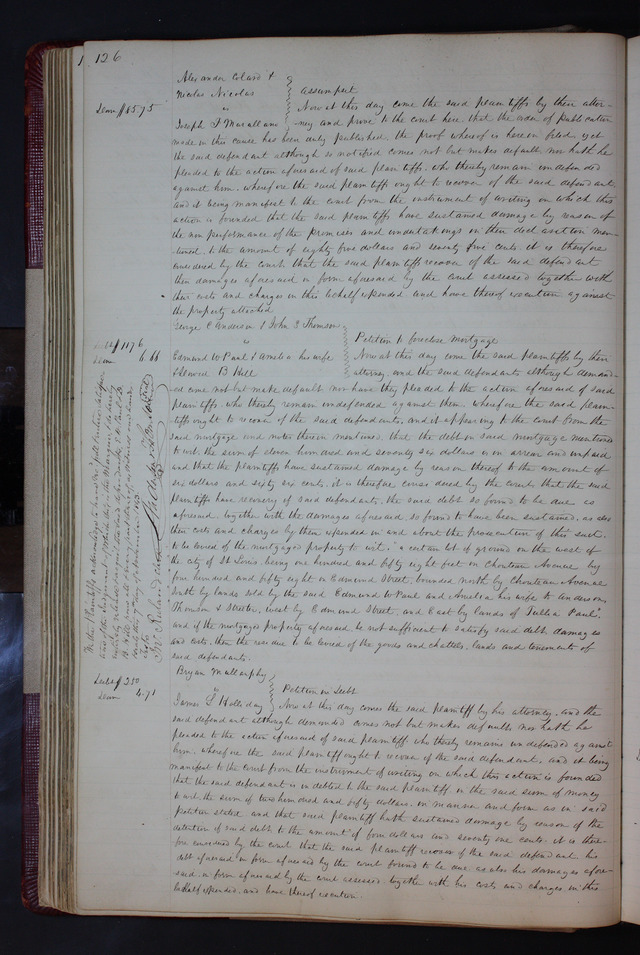 126
Alexander Colard &
Nicolas Nicolas
Dam $85.75
vs
assumpsit
Now at this day come the said plaintiffs by their attor-
Joseph
ney and prove to the court here that the order of publication
made in this cause has been duly published, the proof whereof is herein filed, yet
the said defendant although so notified comes not but makes default nor hath he
pleaded to the action aforesaid of said plaintiffs, who thereby remain undefended
against him. wherefore the said plaintiffs ought to recover of the said defendant
and it being manifest to the court from the instrument of writing on which this
action is founded that the said plaintiffs have sustained damage by reason of
the non performance of the promises and undertakings in the declaration men-
tioned, to the amount of eighty five dollars and seventy five cents it is therefore
considered by the court that the said plaintiffs recover of the said defendant
their damages aforesaid in form aforesaid by the court assessed together with
their costs and charges in this behalf expended and have thereof execution against
the property attached
George C Anderson & John S Thomson
Debt $1176
Dam 6.66
vs
Petition to foreclose mortgage
Edmund W Paul & Amelia his wife
Now at this day come the said plaintiffs by their
B Hill
attorney, and the said defendants although demand-
ed come not but make default nor have they pleaded to the action aforesaid of said
plaintiffs, who thereby remain undefended against them. wherefore the said plain-
tiffs ought to recover of the said defendants, and it appearing to the court from the
said mortgage and notes therein mentioned that the debt in said mortgage mentioned
to wit, the sum of eleven hundred and seventy six dollars is in arrear and unpaid
and that the plaintiffs have sustained damage by reason thereof to the amount of
six dollars and sixty six cents, it is therefore considered by the court that the said
plaintiffs have recovery of said defendants, the said debt so found to be due as
aforesaid, together with the damages aforesaid so found to have been sustained, as also
their costs and charges by them expended in and about the prosecution of this suit.
to be levied of the mortgaged property to wit, "a certain lot of ground on the west of
the city of St Louis, being one hundred and fifty eight feet on Chouteau Avenue by
four hundred and fifty eight on Edmund Street, bounded north by Chouteau Avenue
South by lands sold by the said Edmund W Paul and Amelia his wife to Anderson
Thomson & Streeter, west by Edmund Street, and East by lands of Julia Paul"
and if the mortgaged property aforesaid be not sufficient to satisfy said debt, damages
and costs, then the residue to be levied of the goods and chattels, lands and tenements of
said defendants.
Bryan Mullanphy
Debt $250
Dam 4.71
vs
Petition in Debt
James S Halliday
Now at this day comes the said plaintiff by his attorney, and the
said defendant although demanded comes not but makes default nor hath he
pleaded to the action aforesaid of said plaintiff who thereby remains undefended against
him. wherefore the said plaintiff ought to recover of the said defendant, and it being
manifest to the court from the instrument of writing on which this action is founded
that the said defendant is indebted to the said plaintiff in the said sum of money
to wit, the sum of two hundred and fifty dollars, in manner and form as in said
petition stated and that said plaintiff hath sustained damage by reason of the
detention of said debt to the amount of four dollars and seventy one cents. it is there-
fore considered by the court that the said plaintiff recover of the said defendant his
debt aforesaid in form aforesaid by the court found to be due as also his damages afore-
said in form aforesaid by the court assessed, together with his costs and charges in this
behalf expended, and have thereof execution.